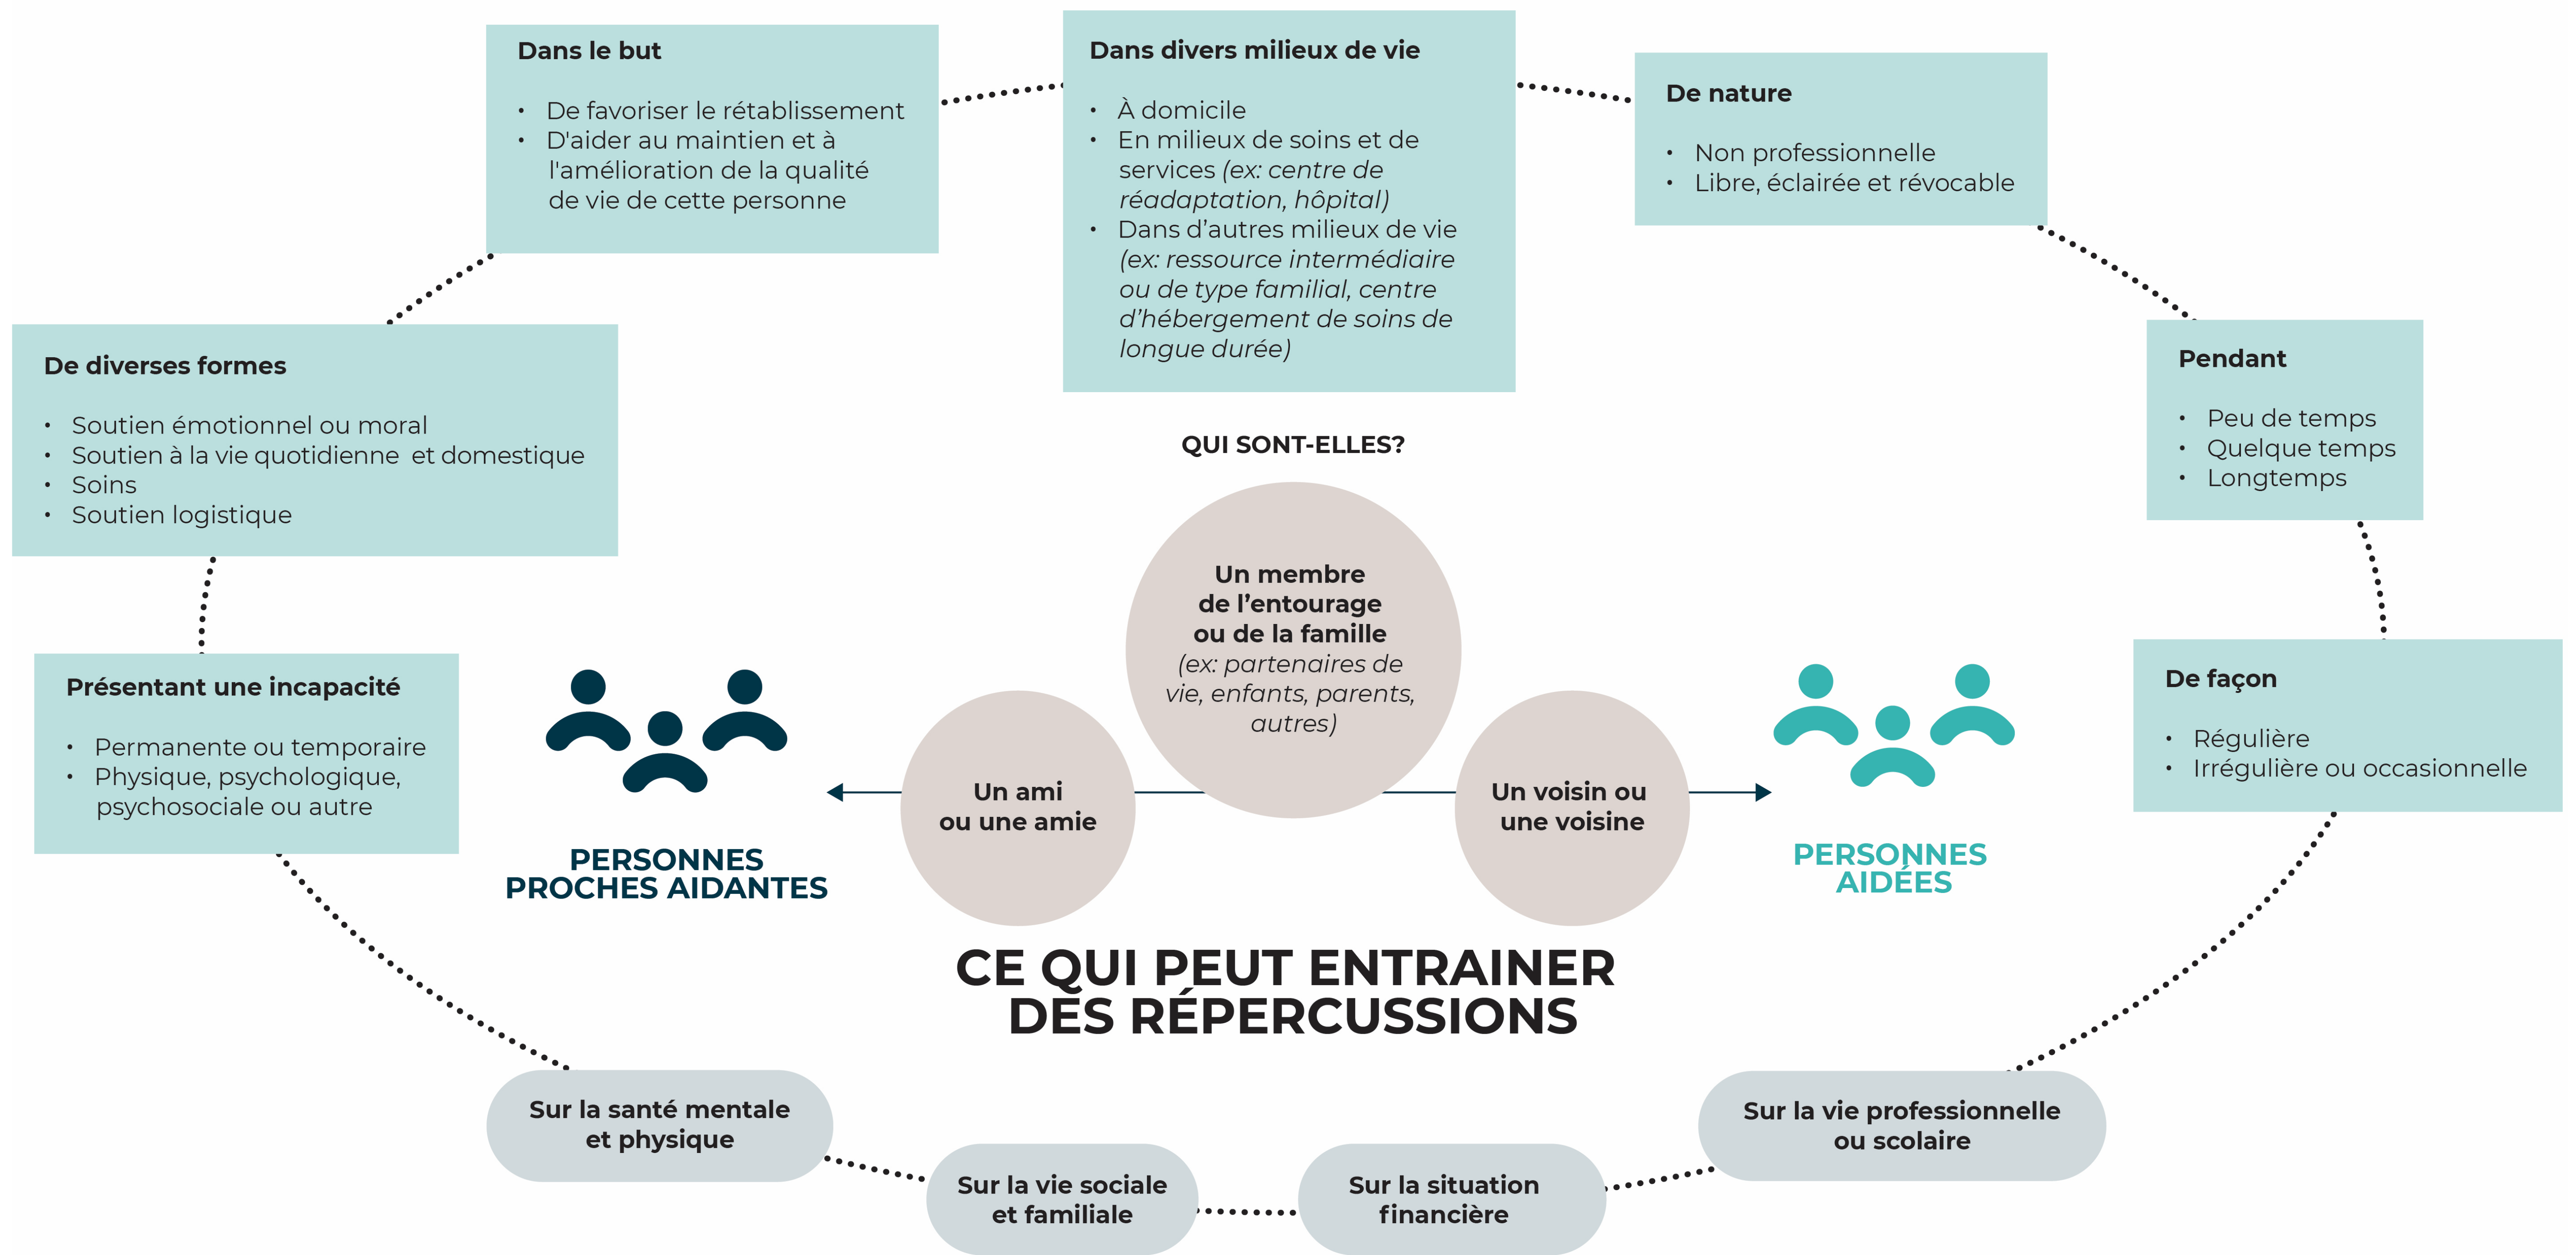 Dans le but
• De favoriser le rétablissement
• D'aider au maintien et à
l'amélioration de la qualité
de vie de cette personne
Dans divers milieux de vie
• À domicile
• En milieux de soins et de
services (ex: centre de
réadaptation, hôpital)
• Dans d’autres milieux de vie
(ex: ressource intermédiaire
ou de type familial, centre
d’hébergement de soins de
longue durée)
De nature
• Non professionnelle
• Libre, éclairée et révocable
De diverses formes
• Soutien émotionnel ou moral
• Soutien à la vie quotidienne et domestique
• Soins
• Soutien logistique
Pendant
• Peu de temps
• Quelque temps
• Longtemps
Présentant une incapacité
• Permanente ou temporaire
• Physique, psychologique,
psychosociale ou autre
De façon
• Régulière
• Irrégulière ou occasionnelle
QUI SONT-ELLES?
Un membre
de l’entourage
ou de la famille
(ex: partenaires de
vie, enfants, parents,
autres)
Un ami
ou une amie
Un voisin ou
une voisine
PERSONNES
PROCHES AIDANTES
PERSONNES
AIDÉES
CE QUI PEUT ENTRAINER
DES RÉPERCUSSIONS
Sur la santé mentale
et physique
Sur la vie sociale
et familiale
Sur la situation
financière
Sur la vie professionnelle
ou scolaire